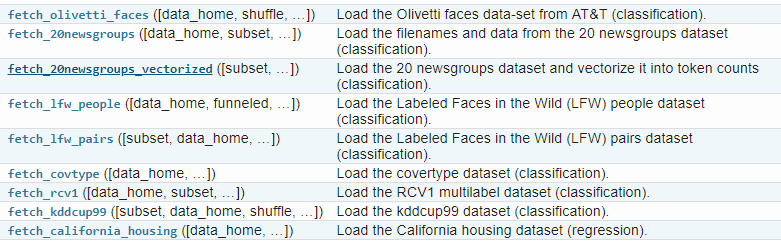 fetch_olivetti_faces ([data_home, shuffle, …]) Load the Olivetti faces data-set from AT&T (classification).
fetch_20newsgroups ([data_home, subset, …]) Load the filenames and data from the 20 newsgroups dataset
(classification).
fetch_20newsgroups_vectorized ([subset, …]) Load the 20 newsgroups dataset and vectorize it into token counts
(classification).
fetch_lfw_people ([data_home, funneled, …]) Load the Labeled Faces in the Wild (LFW) people dataset
(classification).
fetch_lfw_pairs ([subset, data_home, …]) Load the Labeled Faces in the Wild (LFW) pairs dataset
(classification).
fetch_covtype ([data_home, …]) Load the covertype dataset (classification).
fetch_rcv1 ([data_home, subset, …]) Load the RCV1 multilabel dataset (classification).
fetch_kddcup99 ([subset, data_home, shuffle, …]) Load the kddcup99 dataset (classification).
fetch_california_housing ([data_home, …]) Load the California housing dataset (regression).